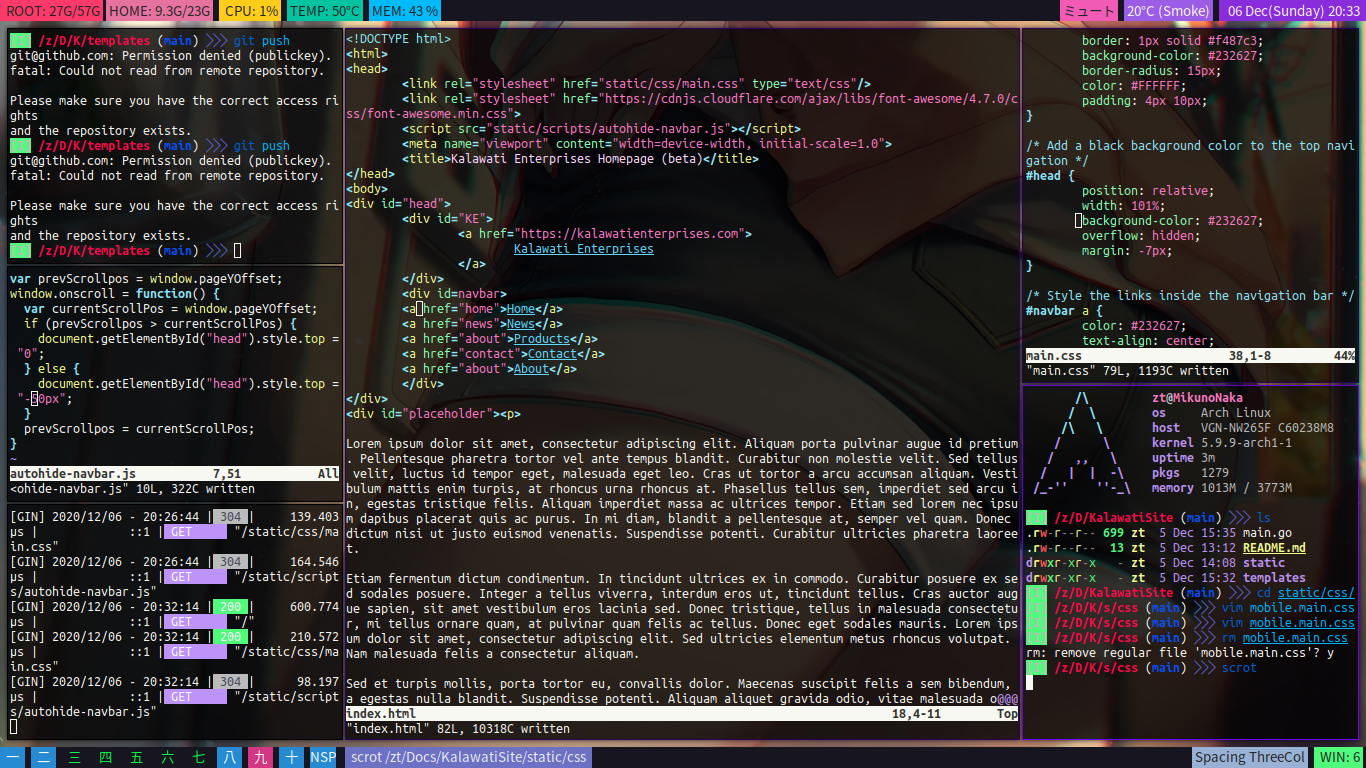 ROOT: 27G/57G HOME: 9.3G/23G CPU: 1% TEMP: 50°C MEM: 43 % ミュート 20°C (Smoke) 06 Dec(Sunday) 20:33
/z/D/K/templates (main) ⋙ git push
git@github.com: Permission denied (publickey).
fatal: Could not read from remote repository.
Please make sure you have the correct access ri
ghts
and the repository exists.
/z/D/K/templates (main) ⋙ git push
git@github.com: Permission denied (publickey).
fatal: Could not read from remote repository.
Please make sure you have the correct access ri
ghts
and the repository exists.
/z/D/K/templates (main) ⋙
var prevScrollpos = window.pageYOffset;
window.onscroll = function() {
var currentScrollPos = window.pageYOffset;
if (prevScrollpos > currentScrollPos) {
document.getElementById("head").style.top =
"0";
} else {
document.getElementById("head").style.top =
"-50px";
}
prevScrollpos = currentScrollPos;
}
~
autohide-navbar.js 7,51 All
<ohide-navbar.js" 10L, 322C written
[GIN] 2020/12/06 - 20:26:44 | 304 | 139.403
µs | ::1 | GET "/static/css/ma
in.css"
[GIN] 2020/12/06 - 20:26:44 | 304 | 164.546
µs | ::1 | GET "/static/script
s/autohide-navbar.js"
[GIN] 2020/12/06 - 20:32:14 | 200 | 600.774
µs | ::1 | GET "/"
[GIN] 2020/12/06 - 20:32:14 | 200 | 210.572
µs | ::1 | GET "/static/css/ma
in.css"
[GIN] 2020/12/06 - 20:32:14 | 304 | 98.197
µs | ::1 | GET "/static/script
s/autohide-navbar.js"
<!DOCTYPE html>
<html>
<head>
<link rel="stylesheet" href="static/css/main.css" type="text/css"/>
<link rel="stylesheet" href="https://cdnjs.cloudflare.com/ajax/libs/font-awesome/4.7.0/c
ss/font-awesome.min.css">
<script src="static/scripts/autohide-navbar.js"></script>
<meta name="viewport" content="width=device-width, initial-scale=1.0">
<title>Kalawati Enterprises Homepage (beta)</title>
</head>
<body>
<div id="head">
<div id="KE">
<a href="https://kalawatienterprises.com">
Kalawati Enterprises
</a>
</div>
<div id=navbar>
<a href="home">Home</a>
<a href="news">News</a>
<a href="about">Products</a>
<a href="contact">Contact</a>
<a href="about">About</a>
</div>
</div>
<div id="placeholder"><p>
Lorem ipsum dolor sit amet, consectetur adipiscing elit. Aliquam porta pulvinar augue id pretium
. Pellentesque pharetra tortor vel ante tempus blandit. Curabitur non molestie velit. Sed tellus
velit, luctus id tempor eget, malesuada eget leo. Cras ut tortor a arcu accumsan aliquam. Vesti
bulum mattis enim turpis, at rhoncus urna rhoncus at. Phasellus tellus sem, imperdiet sed arcu i
n, egestas tristique felis. Aliquam imperdiet massa ac ultrices tempor. Etiam sed lorem nec ipsu
m dapibus placerat quis ac purus. In mi diam, blandit a pellentesque at, semper vel quam. Donec
dictum nisi ut justo euismod venenatis. Suspendisse potenti. Curabitur ultricies pharetra laoree
t.
Etiam fermentum dictum condimentum. In tincidunt ultrices ex in commodo. Curabitur posuere ex se
d sodales posuere. Integer a tellus viverra, interdum eros ut, tincidunt tellus. Cras auctor aug
ue sapien, sit amet vestibulum eros lacinia sed. Donec tristique, tellus in malesuada consectetu
r, mi tellus ornare quam, at pulvinar quam felis ac tellus. Donec eget sodales mauris. Lorem ips
um dolor sit amet, consectetur adipiscing elit. Sed ultricies elementum metus rhoncus volutpat.
Nam malesuada felis a consectetur aliquam.
Sed et turpis mollis, porta tortor eu, convallis dolor. Maecenas suscipit felis a sem bibendum,
a egestas nulla blandit. Suspendisse potenti. Aliquam aliquet gravida odio, vitae malesuada o@@@
index.html 18,4-11 Top
"index.html" 82L, 10318C written
border: 1px solid #f487c3;
background-color: #232627;
border-radius: 15px;
color: #FFFFFF;
padding: 4px 10px;
}
/* Add a black background color to the top navi
gation */
#head {
position: relative;
width: 101%;
background-color: #232627;
overflow: hidden;
margin: -7px;
}
/* Style the links inside the navigation bar */
#navbar a {
color: #232627;
text-align: center;
main.css 38,1-8 44%
"main.css" 79L, 1193C written
/\ zt@MikunoNaka
/ \ os Arch Linux
/\ \ host VGN-NW265F C60238M8
/ \ kernel 5.9.9-arch1-1
/ ,, \ uptime 3m
/ | | -\ pkgs 1279
/_-'' ''-_\ memory 1013M / 3773M
/z/D/KalawatiSite (main) ⋙ ls
.rw-r--r-- 699 zt 5 Dec 15:35 main.go
.rw-r--r-- 13 zt 5 Dec 13:12 README.md
drwxr-xr-x - zt 5 Dec 14:08 static
drwxr-xr-x - zt 5 Dec 15:32 templates
/z/D/KalawatiSite (main) ⋙ cd static/css/
/z/D/K/s/css (main) ⋙ vim mobile.main.css
/z/D/K/s/css (main) ⋙ vim mobile.main.css
/z/D/K/s/css (main) ⋙ rm mobile.main.css
rm: remove regular file 'mobile.main.css'? y
/z/D/K/s/css (main) ⋙ scrot
一 二 三 四 五 六 七 八 九 十 NSP scrot /zt/Docs/KalawatiSite/static/css Spacing ThreeCol WIN: 6